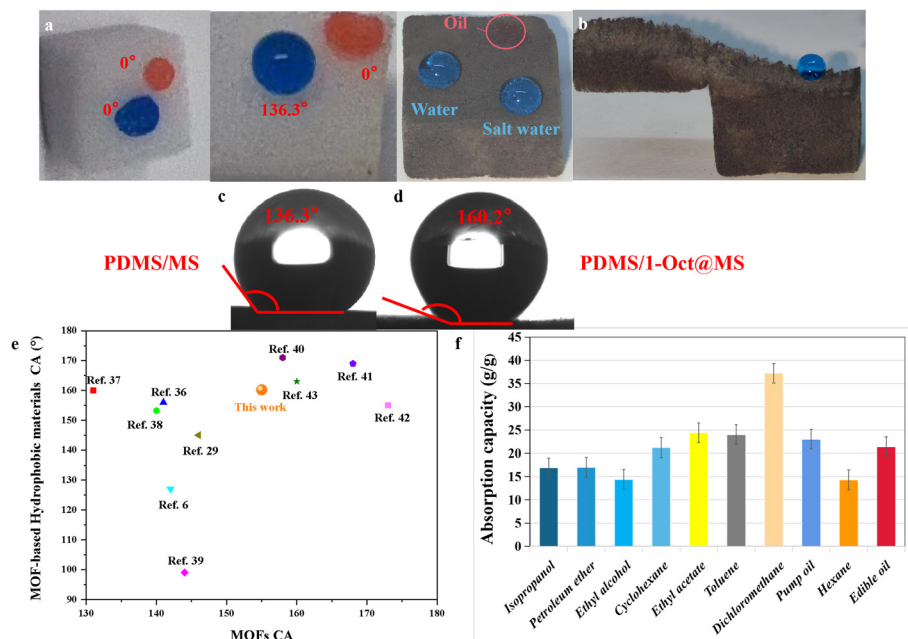 a
0°
0°
136.3°
0°
Oil
Water
Salt water
b
c
136.3°
PDMS/MS
d
160.2°
PDMS/1-Oct@MS
e
MOF-based Hydrophobic materials CA (°)
180
170
160
150
140
130
120
110
100
90
130
140
150
160
170
180
MOFs CA
Ref. 37
Ref. 36
Ref. 38
Ref. 29
Ref. 6
Ref. 39
Ref. 40
This work
Ref. 43
Ref. 41
Ref. 42
f
Absorption capacity (g/g)
45
40
35
30
25
20
15
10
5
0
Isopropanol
Petroleum ether
Ethyl alcohol
Cyclohexane
Ethyl acetate
Toluene
Dichloromethane
Pump oil
Hexane
Edible oil